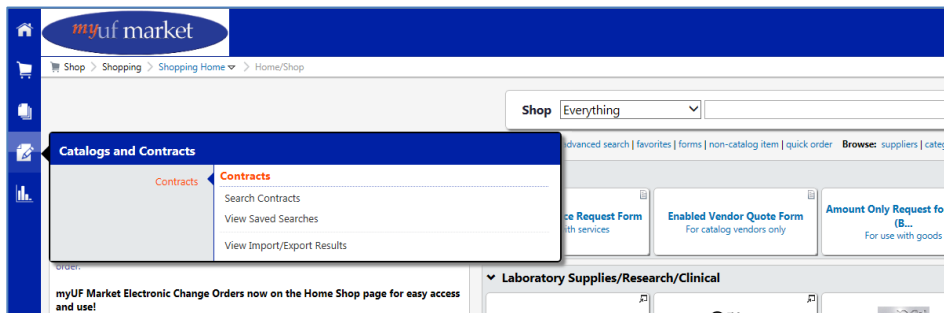 myuf market
Shop > Shopping > Shopping Home > Home/Shop
Shop Everything
advanced search | favorites | forms | non-catalog item | quick order Browse: suppliers |
Catalogs and Contracts
Contracts
Contracts
Search Contracts
View Saved Searches
View Import/Export Results
Request Form
with services
Enabled Vendor Quote Form
For catalog vendors only
Amount Only Request
(B...
For use with goods
order.
myUF Market Electronic Change Orders now on the Home Shop page for easy access
and use!
Laboratory Supplies/Research/Clinical